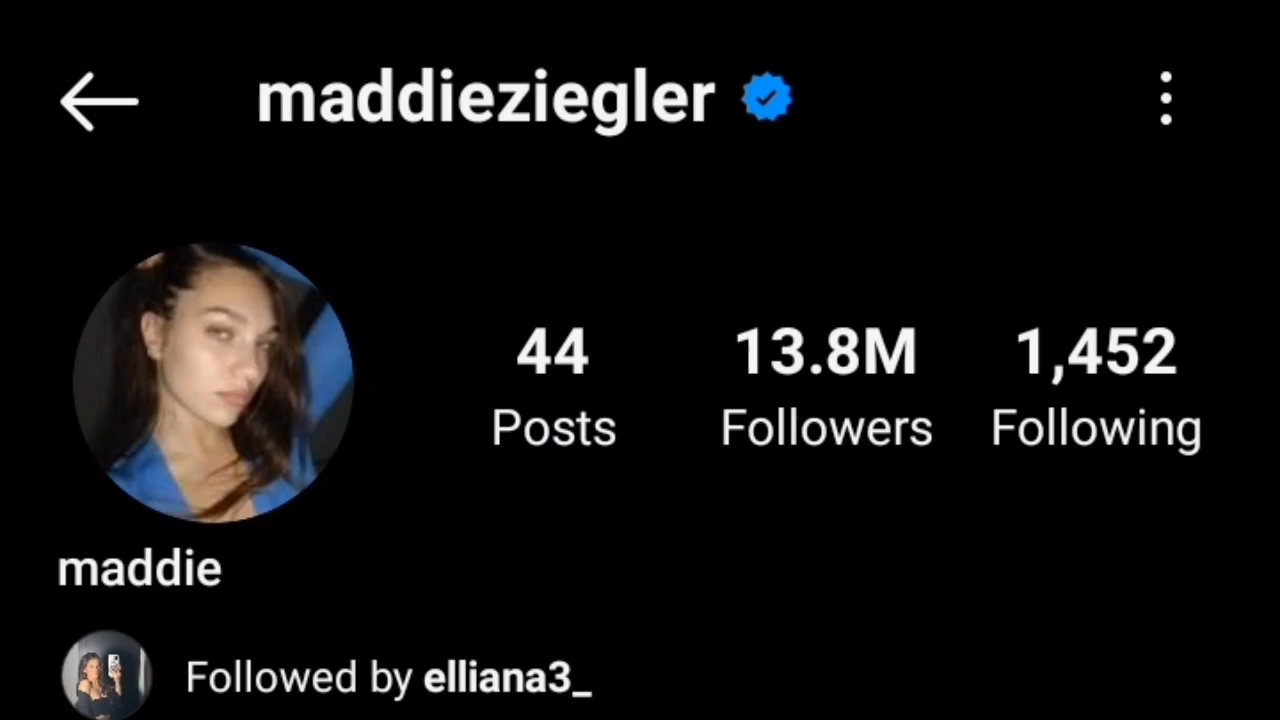 maddieziegler
44 13.8M 1,452
Posts Followers Following
maddie
Followed by elliana3_